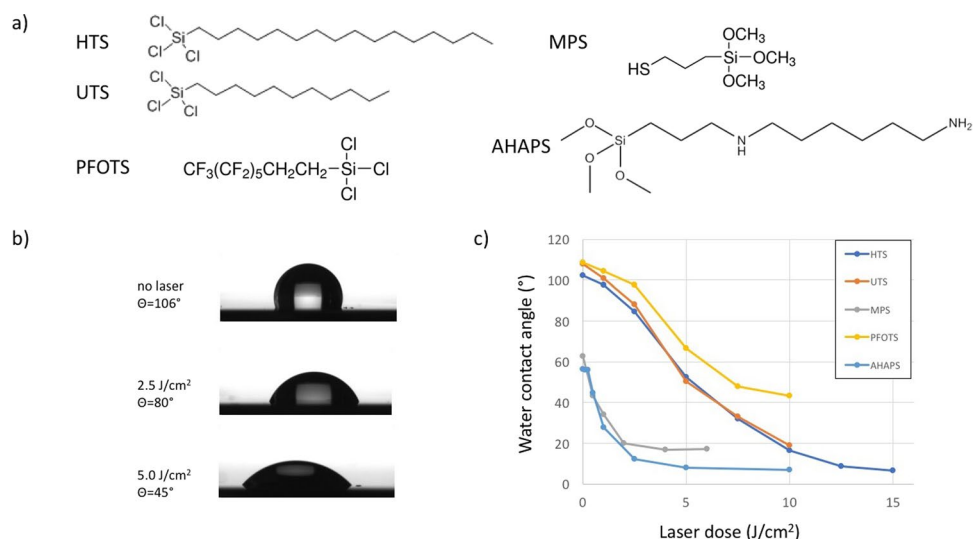 a)
HTS
Cl
Cl
Si
Cl
UTS
Cl
Cl
Si
Cl
PFOTS
CF₃(CF₂)₅CH₂CH₂-Si-Cl
Cl
Cl
MPS
OCH₃
HS
Si-OCH₃
OCH₃
AHAPS
O
Si
O
O
N
H
NH₂
b)
no laser
Θ=106°
2.5 J/cm²
Θ=80°
5.0 J/cm²
Θ=45°
c)
Water contact angle (°)
120
100
80
60
40
20
0
0
5
10
15
Laser dose (J/cm²)
HTS
UTS
MPS
PFOTS
AHAPS